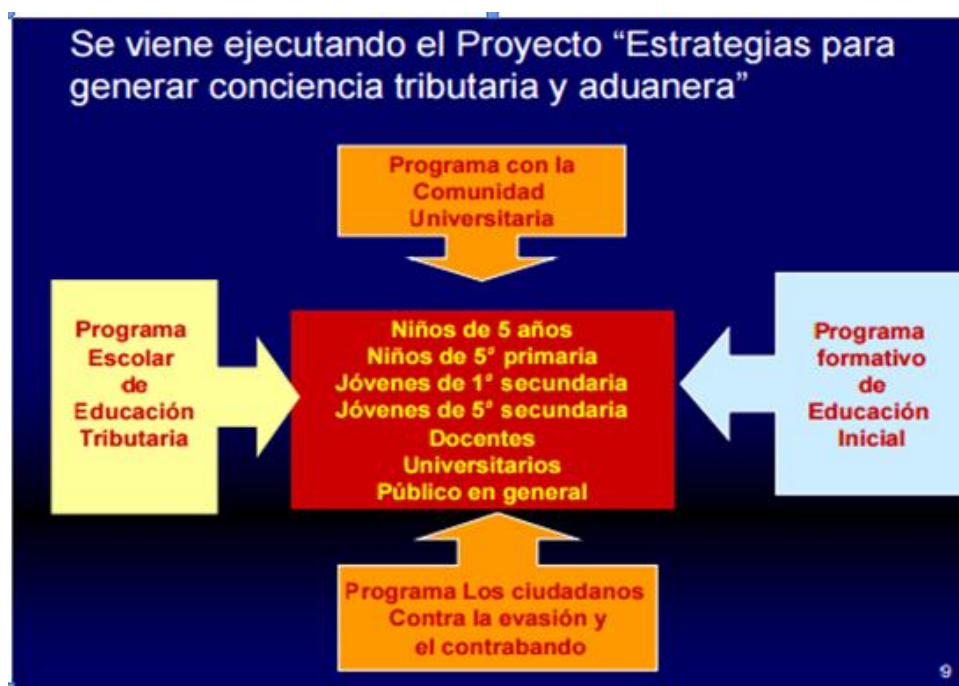 Se viene ejecutando el Proyecto “Estrategias para
generar conciencia tributaria y aduanera”
Programa con la
Comunidad
Universitaria
Programa
Escolar
de
Educación
Tributaria
Niños de 5 años
Niños de 5° primaria
Jóvenes de 1° secundaria
Jóvenes de 5° secundaria
Docentes
Universitarios
Público en general
Programa
formativo
de
Educación
Inicial
Programa Los ciudadanos
Contra la evasión y
el contrabando
9